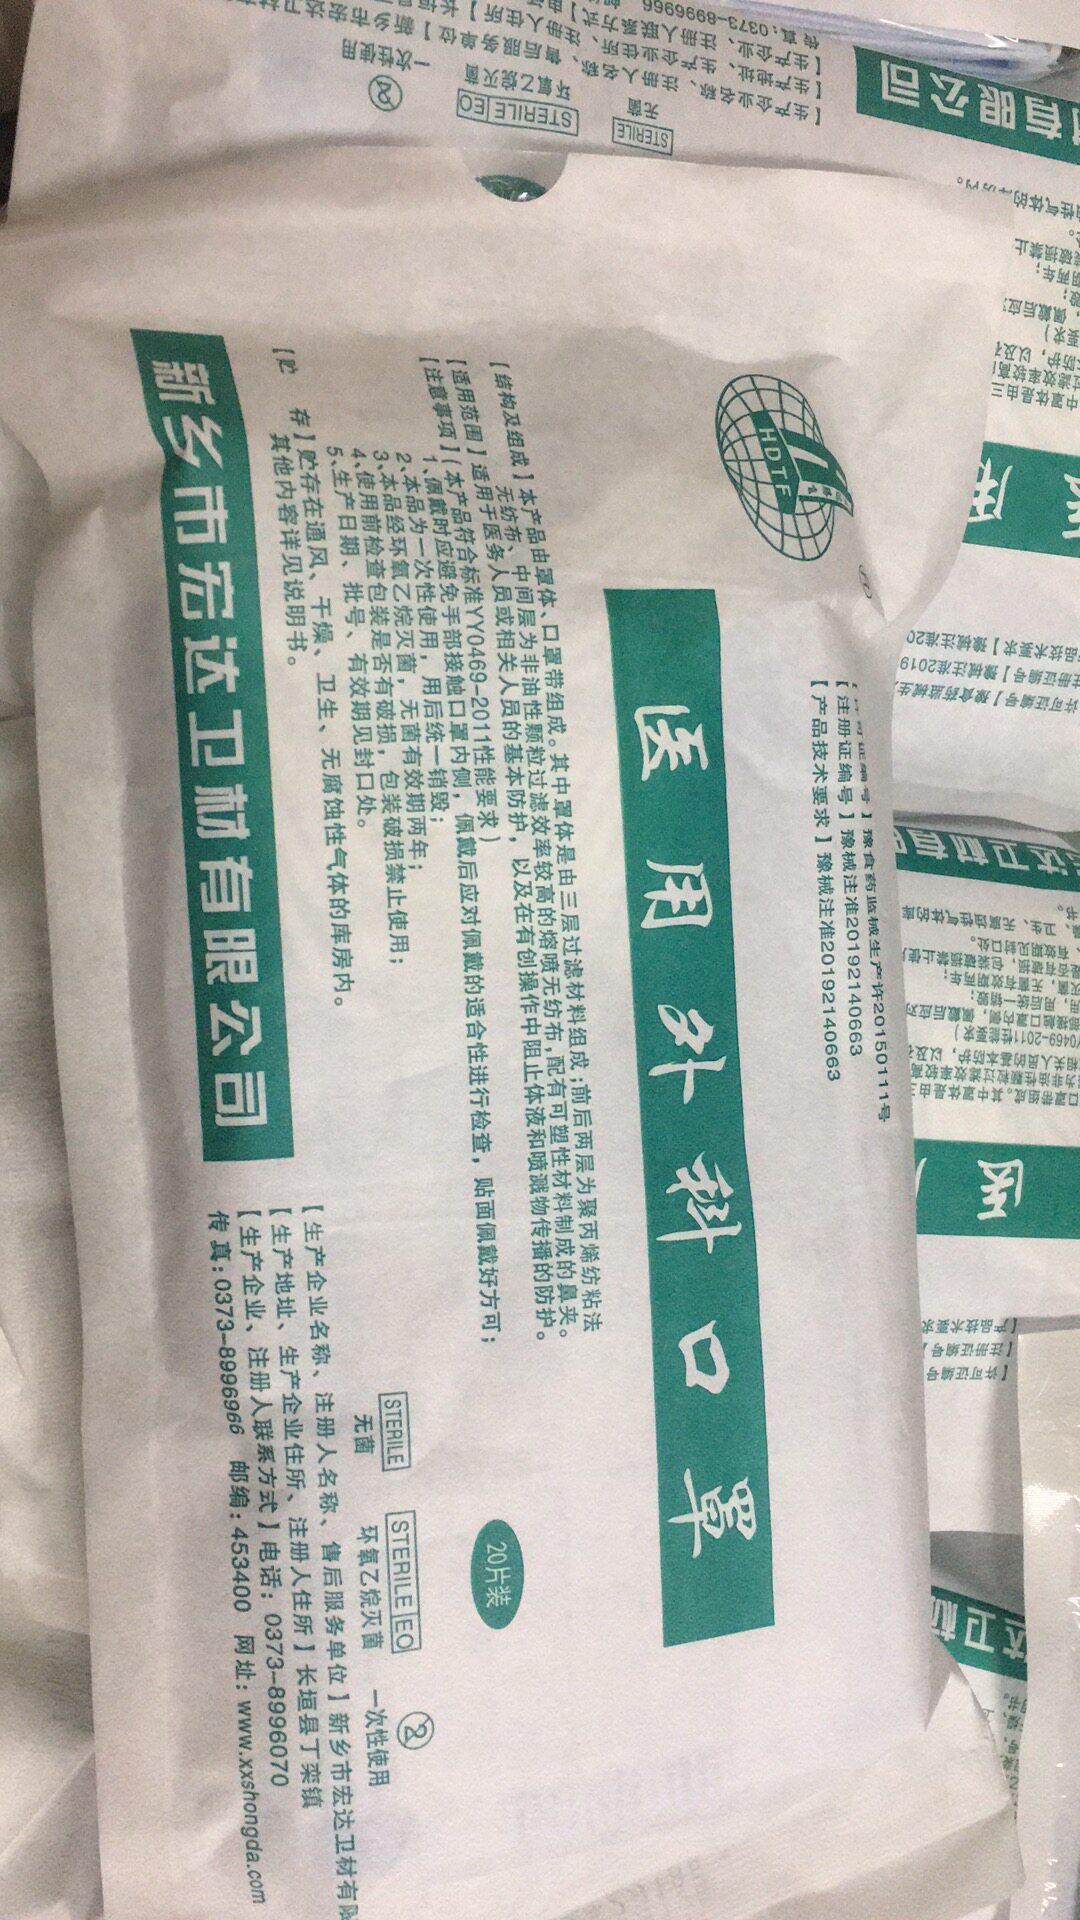 HDTF
【许可证编号】豫食药监械生产许20150111号
【注册证编号】豫械注准20192140663
【产品技术要求】豫械注准20192140663
医用外科口罩
【结构及组成】本产品由罩体、口罩带组成。其中罩体是由三层过滤材料组成；前后两层为聚丙烯纺粘法
无纺布、中间层为非油性颗粒过滤效率较高的熔喷无纺布，配有可塑性材料制成的鼻夹。
【适用范围】适用于医务人员或相关人员的基本防护，以及在有创操作中阻止体液和喷溅物传播的防护。
(本产品符合标准YY0469-2011性能要求)
【注意事项】1、佩戴时应避免手部接触口罩内侧，佩戴后应对佩戴的适合性进行检查，贴面佩戴好方可；
2、本品为一次性使用，用后统一销毁；
3、本品经环氧乙烷灭菌，无菌有效期两年；
4、使用前检查包装是否有破损，包装破损禁止使用；
5、生产日期、批号、有效期见封口处。
【贮 存】贮存在通风、干燥、卫生、无腐蚀性气体的库房内。
其他内容详见说明书。
20片装
STERILE
无菌
STERILE EO
环氧乙烷灭菌
2
一次性使用
新乡市宏达卫材有限公司
【生产企业名称、注册人名称、售后服务单位】新乡市宏达卫材有限
【生产地址、生产企业住所、注册人住所】长垣县丁栾镇
【生产企业、注册人联系方式】电话：0373-8996070
传真：0373-8996966 邮编：453400 网址：www.xxshongda.com
一次性使用
环氧乙烷灭菌
STERILE EO
无菌
STERILE
有限公司